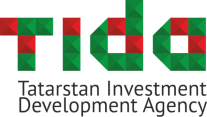 TIDA
Tatarstan Investment
Development Agency